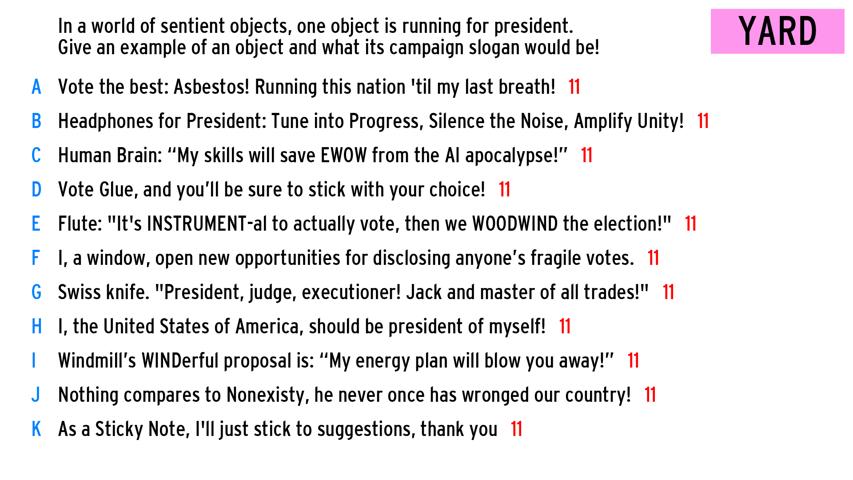 In a world of sentient objects, one object is running for president.
Give an example of an object and what its campaign slogan would be!
YARD
A Vote the best: Asbestos! Running this nation 'til my last breath! 11
B Headphones for President: Tune into Progress, Silence the Noise, Amplify Unity! 11
C Human Brain: “My skills will save EWOW from the AI apocalypse!” 11
D Vote Glue, and you’ll be sure to stick with your choice! 11
E Flute: "It's INSTRUMENT-al to actually vote, then we WOODWIND the election!" 11
F I, a window, open new opportunities for disclosing anyone’s fragile votes. 11
G Swiss knife. "President, judge, executioner! Jack and master of all trades!" 11
H I, the United States of America, should be president of myself! 11
I Windmill’s WINDerful proposal is: “My energy plan will blow you away!” 11
J Nothing compares to Nonexisty, he never once has wronged our country! 11
K As a Sticky Note, I'll just stick to suggestions, thank you 11